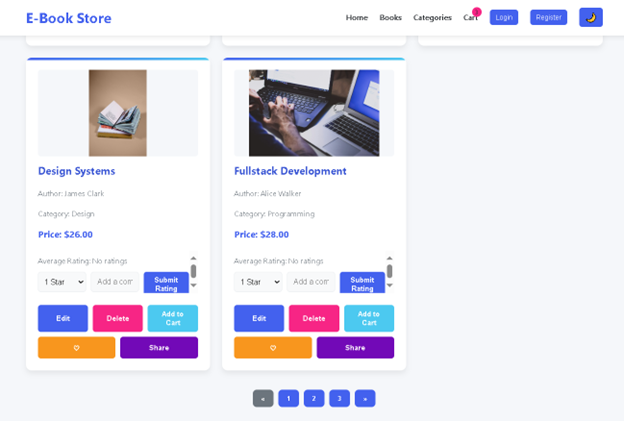 E-Book Store
Home Books Categories Cart Login Register
Design Systems
Author: James Clark
Category: Design
Price: $26.00
Average Rating: No ratings
1 Star Add a com Submit Rating
Edit Delete Add to Cart
Share
Fullstack Development
Author: Alice Walker
Category: Programming
Price: $28.00
Average Rating: No ratings
1 Star Add a com Submit Rating
Edit Delete Add to Cart
Share
« 1 2 3 »